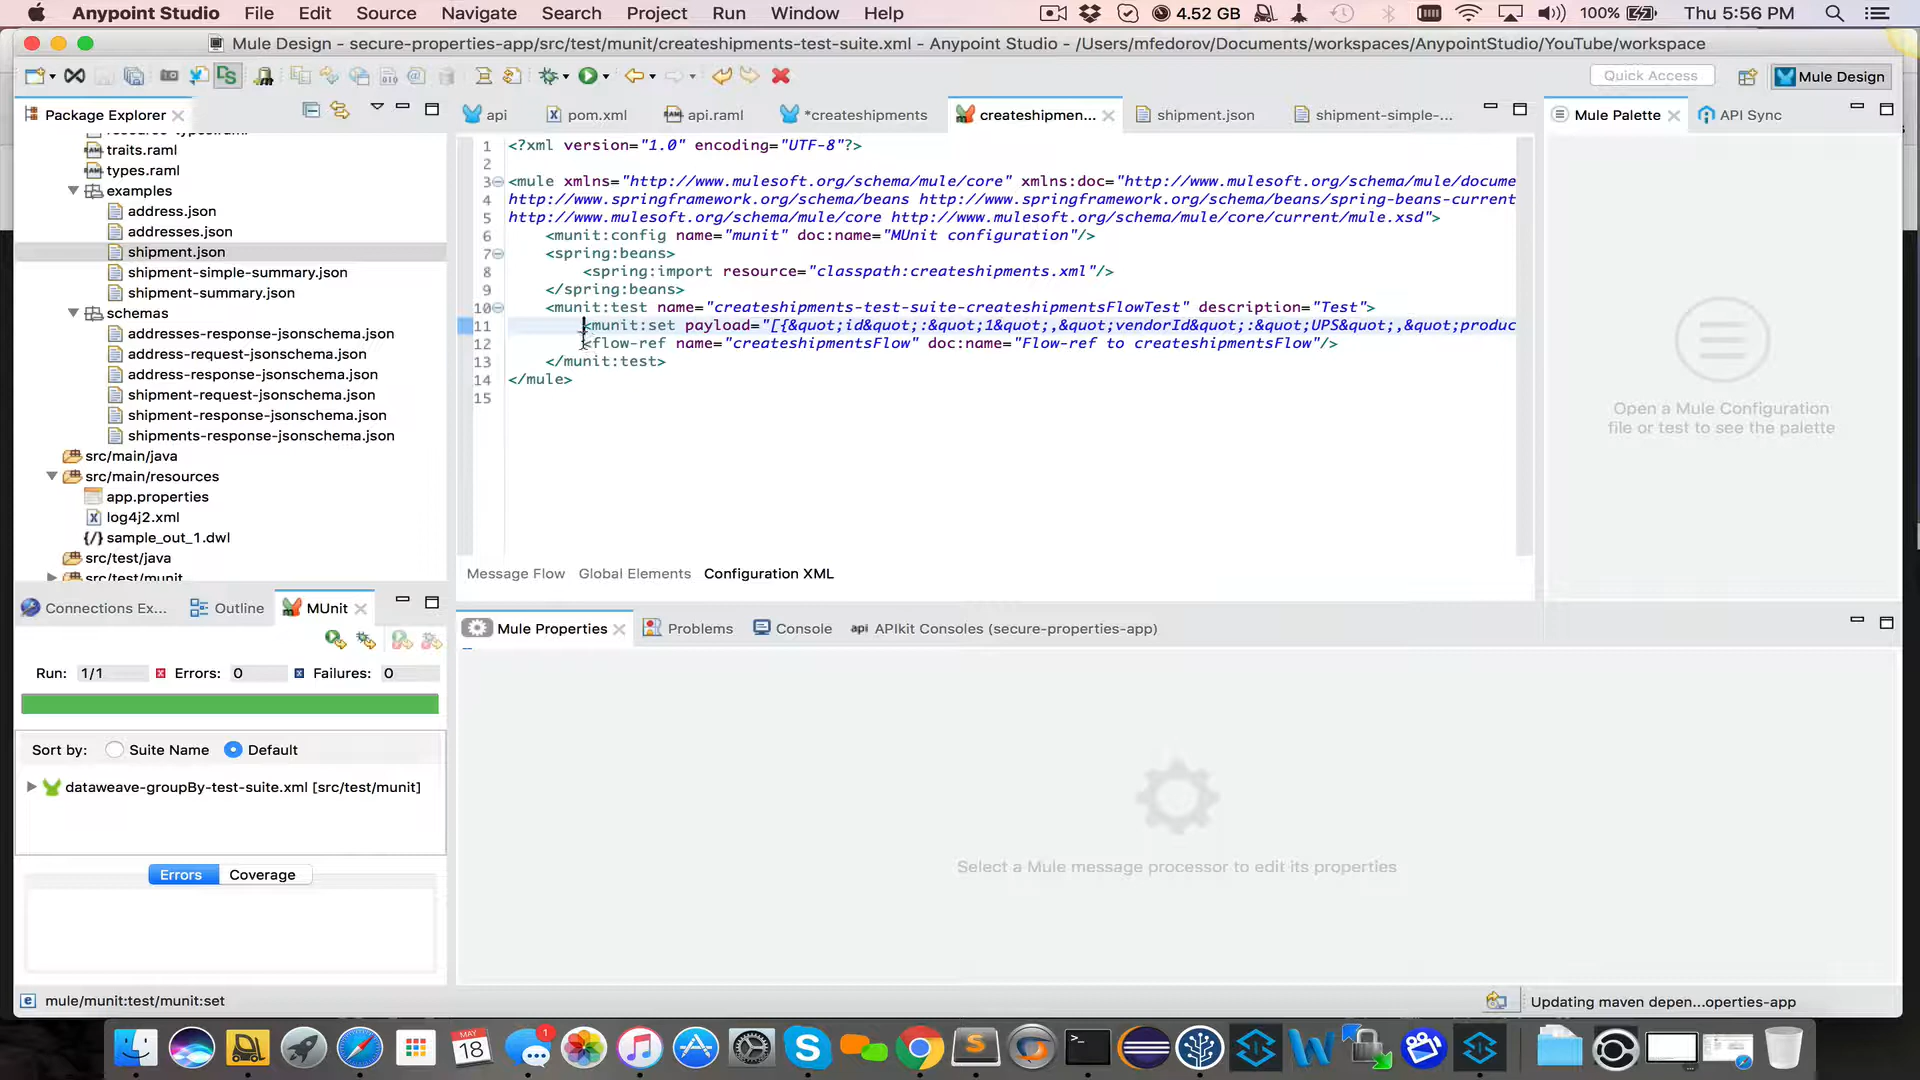 Anypoint Studio File Edit Source Navigate Search Project Run Window Help 4.52 GB 100% Thu 5:56 PM
Mule Design - secure-properties-app/src/test/munit/createshipments-test-suite.xml - Anypoint Studio - /Users/mfedorov/Documents/workspaces/AnypointStudio/YouTube/workspace
Quick Access Mule Design
Package Explorer
api pom.xml api.raml *createshipments createshipmen... shipment.json shipment-simple-...
Mule Palette API Sync
traits.raml
types.raml
examples
address.json
addresses.json
shipment.json
shipment-simple-summary.json
shipment-summary.json
schemas
addresses-response-jsonschema.json
address-request-jsonschema.json
address-response-jsonschema.json
shipment-request-jsonschema.json
shipment-response-jsonschema.json
shipments-response-jsonschema.json
src/main/java
src/main/resources
app.properties
log4j2.xml
sample_out_1.dwl
src/test/java
src/test/munit
1 <?xml version="1.0" encoding="UTF-8"?>
2
3 <mule xmlns="http://www.mulesoft.org/schema/mule/core" xmlns:doc="http://www.mulesoft.org/schema/mule/docume
4 http://www.springframework.org/schema/beans http://www.springframework.org/schema/beans/spring-beans-current
5 http://www.mulesoft.org/schema/mule/core http://www.mulesoft.org/schema/mule/core/current/mule.xsd">
6 <munit:config name="munit" doc:name="MUnit configuration"/>
7 <spring:beans>
8 <spring:import resource="classpath:createshipments.xml"/>
9 </spring:beans>
10 <munit:test name="createshipments-test-suite-createshipmentsFlowTest" description="Test">
11 <munit:set payload="[{&quot;id&quot;:&quot;1&quot;,&quot;vendorId&quot;:&quot;UPS&quot;,&quot;produc
12 <flow-ref name="createshipmentsFlow" doc:name="Flow-ref to createshipmentsFlow"/>
13 </munit:test>
14 </mule>
15
Open a Mule Configuration
file or test to see the palette
Message Flow Global Elements Configuration XML
Connections Ex... Outline MUnit
Run: 1/1 Errors: 0 Failures: 0
Sort by: Suite Name Default
dataweave-groupBy-test-suite.xml [src/test/munit]
Errors Coverage
Mule Properties Problems Console api APIkit Consoles (secure-properties-app)
Select a Mule message processor to edit its properties
mule/munit:test/munit:set
Updating maven depen...operties-app
MAY
18
1